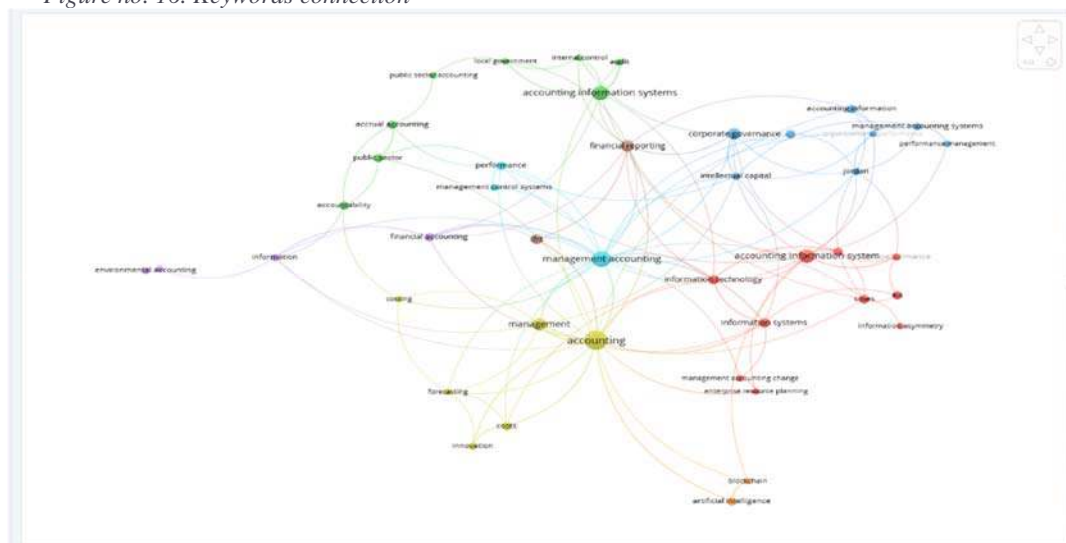 Figure no. 10. Keywords connection
local government
internal control
audit
public sector accounting
accounting information systems
accounting information
accrual accounting
management accounting systems
corporate governance
financial reporting
performance management
public sector
performance
intellectual capital
jordan
management control systems
accountability
financial accounting
information
management accounting
accounting information system
environmental accounting
information technology
costing
smes
management
information systems
information asymmetry
accounting
management accounting change
enterprise resource planning
forecasting
innovation
blockchain
artificial intelligence